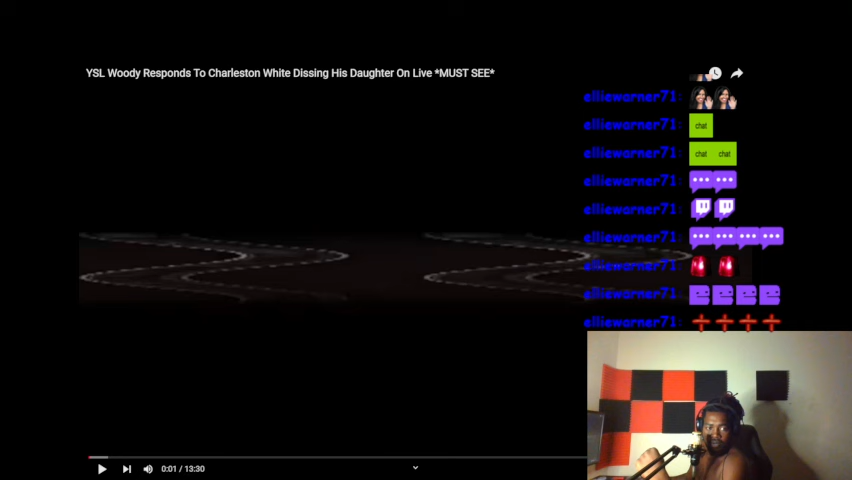 YSL Woody Responds To Charleston White Dissing His Daughter On Live *MUST SEE*
elliewarner71:
elliewarner71: chat
elliewarner71: chat chat
elliewarner71:
elliewarner71:
elliewarner71:
elliewarner71:
elliewarner71:
elliewarner71:
0:01 / 13:30